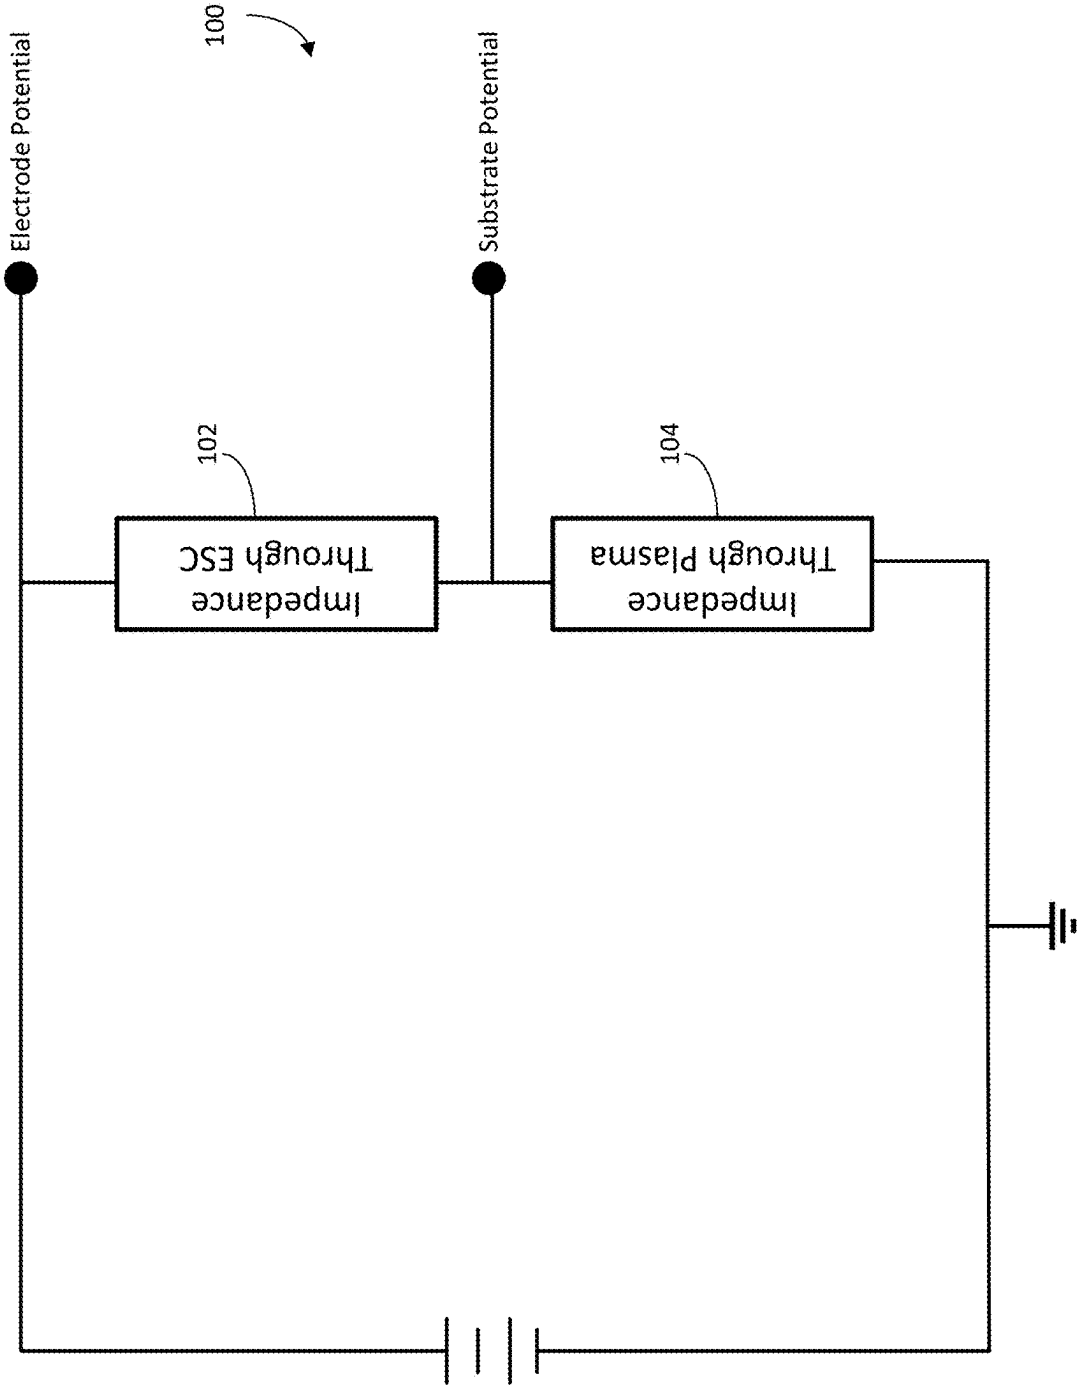 100
Electrode Potential
Substrate Potential
102
104
Impedance
Through ESC
Impedance
Through Plasma